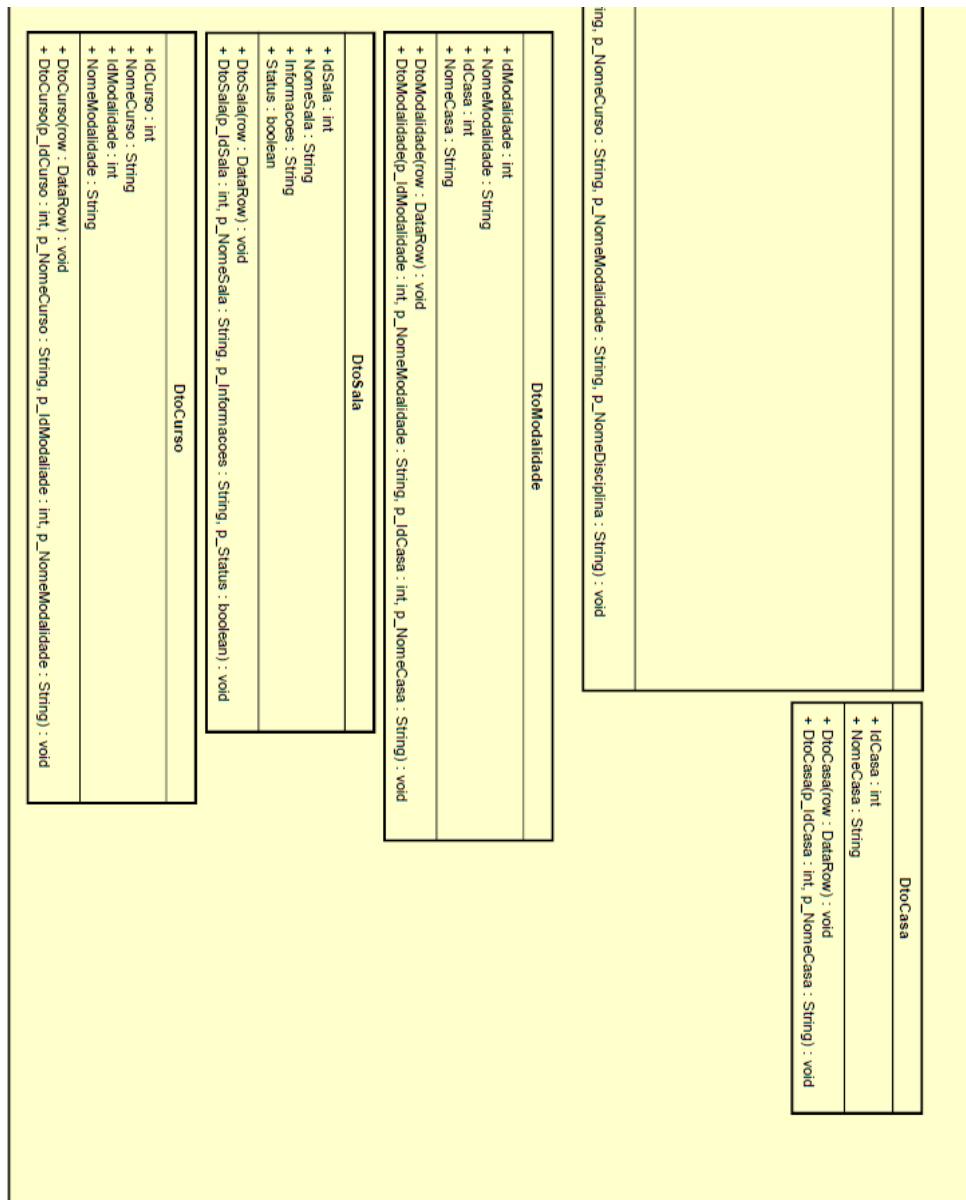 ing, p_NomeCurso : String, p_NomeModalidade : String, p_NomeDisciplina : String) : void
DtoCasa
+ IdCasa : int
+ NomeCasa : String
+ DtoCasa(row : DataRow) : void
+ DtoCasa(p_IdCasa : int, p_NomeCasa : String) : void
DtoModalidade
+ IdModalidade : int
+ NomeModalidade : String
+ IdCasa : int
+ NomeCasa : String
+ DtoModalidade(row : DataRow) : void
+ DtoModalidade(p_IdModalidade : int, p_NomeModalidade : String, p_IdCasa : int, p_NomeCasa : String) : void
DtoSala
+ IdSala : int
+ NomeSala : String
+ Informacoes : String
+ Status : boolean
+ DtoSala(row : DataRow) : void
+ DtoSala(p_IdSala : int, p_NomeSala : String, p_Informacoes : String, p_Status : boolean) : void
DtoCurso
+ IdCurso : int
+ NomeCurso : String
+ IdModalidade : int
+ NomeModalidade : String
+ DtoCurso(row : DataRow) : void
+ DtoCurso(p_IdCurso : int, p_NomeCurso : String, p_IdModaliade : int, p_NomeModalidade : String) : void